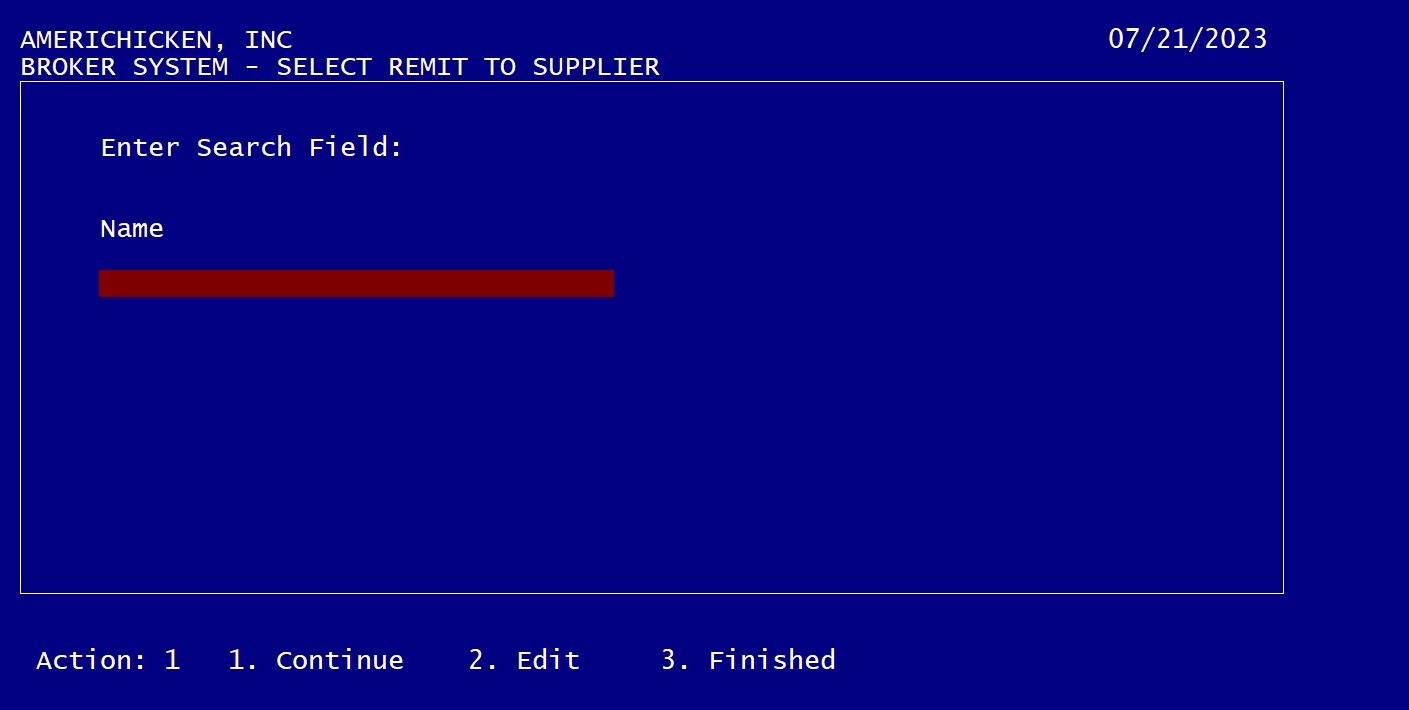 AMERICHICKEN, INC 07/21/2023
BROKER SYSTEM - SELECT REMIT TO SUPPLIER
Enter Search Field:
Name
Action: 1 1. Continue 2. Edit 3. Finished